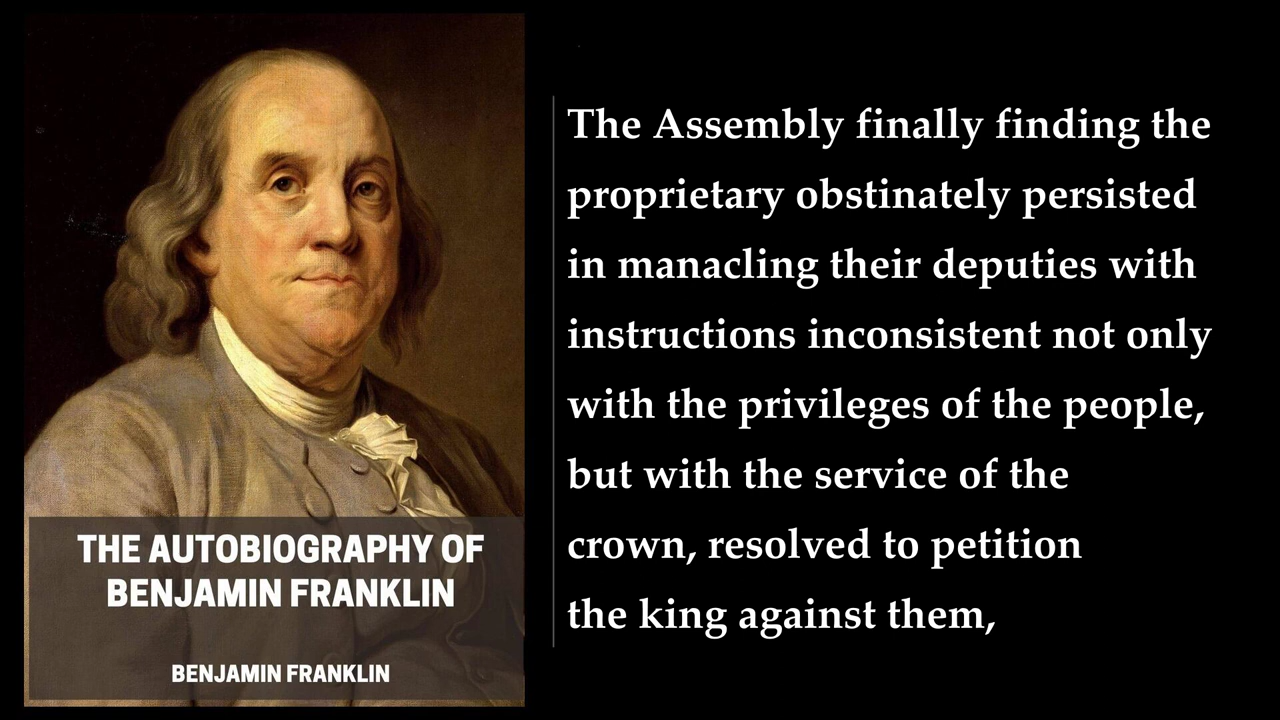 THE AUTOBIOGRAPHY OF
BENJAMIN FRANKLIN
BENJAMIN FRANKLIN
The Assembly finally finding the
proprietary obstinately persisted
in manacling their deputies with
instructions inconsistent not only
with the privileges of the people,
but with the service of the
crown, resolved to petition
the king against them,